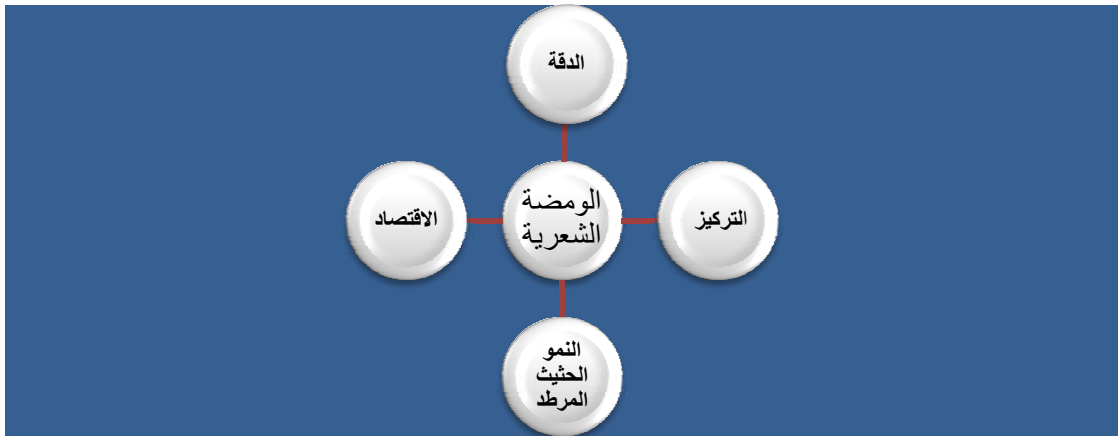 الدقة
التركيز
الومضة
الشعرية
الاقتصاد
النمو
الحثيث
المرطد